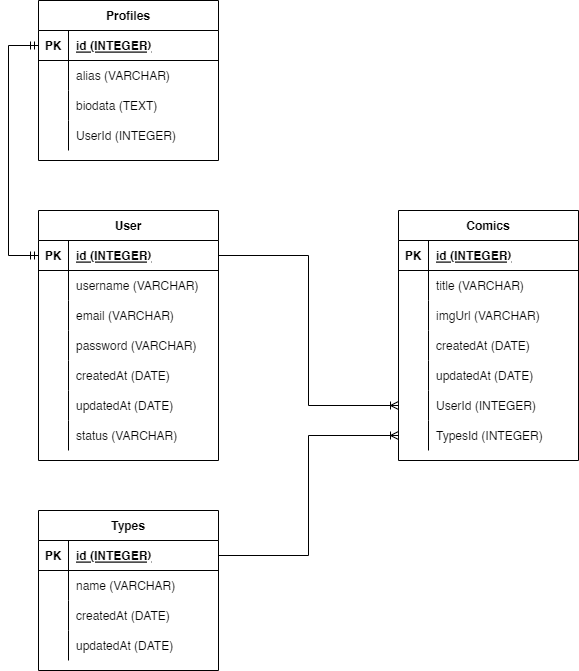 Profiles
PK id (INTEGER)
alias (VARCHAR)
biodata (TEXT)
UserId (INTEGER)
User
PK id (INTEGER)
username (VARCHAR)
email (VARCHAR)
password (VARCHAR)
createdAt (DATE)
updatedAt (DATE)
status (VARCHAR)
Comics
PK id (INTEGER)
title (VARCHAR)
imgUrl (VARCHAR)
createdAt (DATE)
updatedAt (DATE)
UserId (INTEGER)
TypesId (INTEGER)
Types
PK id (INTEGER)
name (VARCHAR)
createdAt (DATE)
updatedAt (DATE)